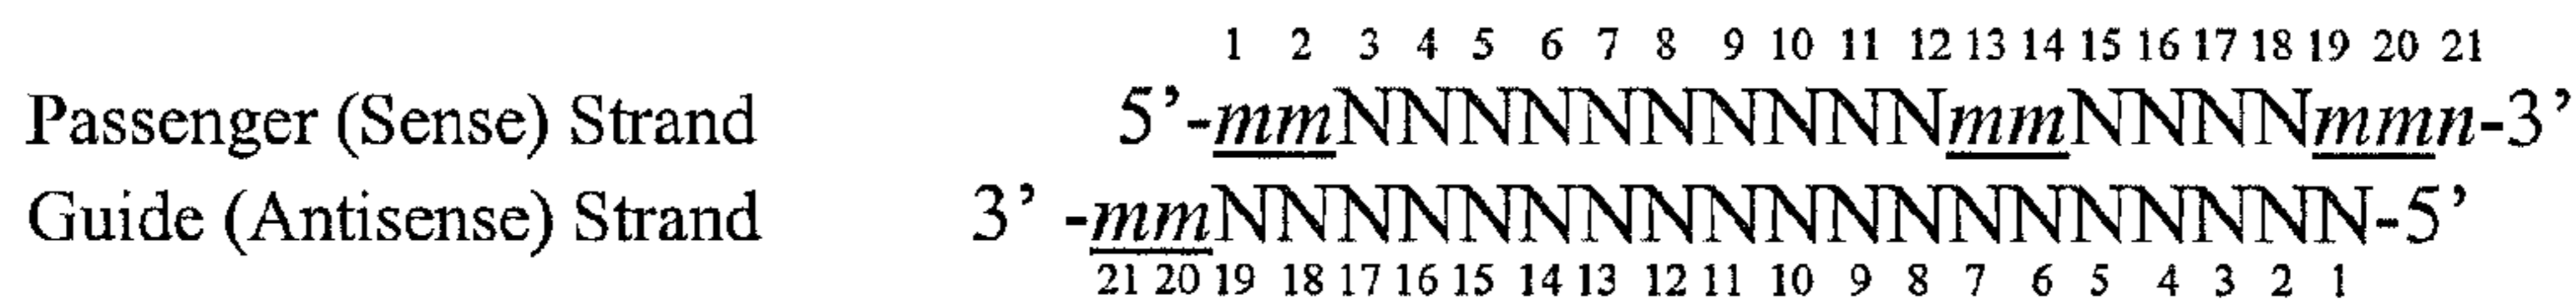 1 2 3 4 5 6 7 8 9 10 11 12 13 14 15 16 17 18 19 20 21
Passenger (Sense) Strand 5’-mmNNNNNNNNNNmmNNNNmmn-3’
Guide (Antisense) Strand 3’ -mmNNNNNNNNNNNNNNNNNNN-5’
21 20 19 18 17 16 15 14 13 12 11 10 9 8 7 6 5 4 3 2 1